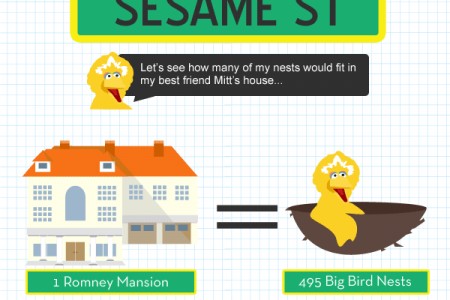 SESAME ST
Let's see how many of my nests would fit in
my best friend Mitt's house...
1 Romney Mansion
495 Big Bird Nests